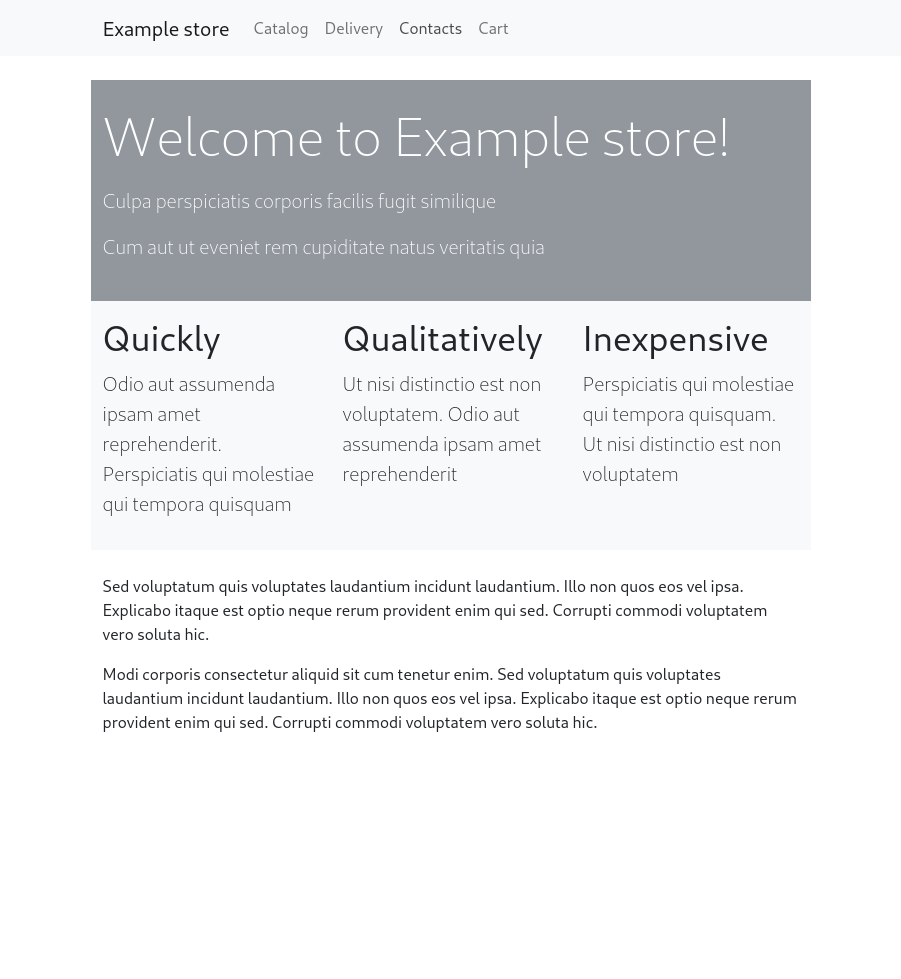 Example store Catalog Delivery Contacts Cart
Welcome to Example store!
Culpa perspiciatis corporis facilis fugit similique
Cum aut ut eveniet rem cupiditate natus veritatis quia
Quickly
Odio aut assumenda
ipsam amet
reprehenderit.
Perspiciatis qui molestiae
qui tempora quisquam
Qualitatively
Ut nisi distinctio est non
voluptatem. Odio aut
assumenda ipsam amet
reprehenderit
Inexpensive
Perspiciatis qui molestiae
qui tempora quisquam.
Ut nisi distinctio est non
voluptatem
Sed voluptatum quis voluptates laudantium incidunt laudantium. Illo non quos eos vel ipsa.
Explicabo itaque est optio neque rerum provident enim qui sed. Corrupti commodi voluptatem
vero soluta hic.
Modi corporis consectetur aliquid sit cum tenetur enim. Sed voluptatum quis voluptates
laudantium incidunt laudantium. Illo non quos eos vel ipsa. Explicabo itaque est optio neque rerum
provident enim qui sed. Corrupti commodi voluptatem vero soluta hic.